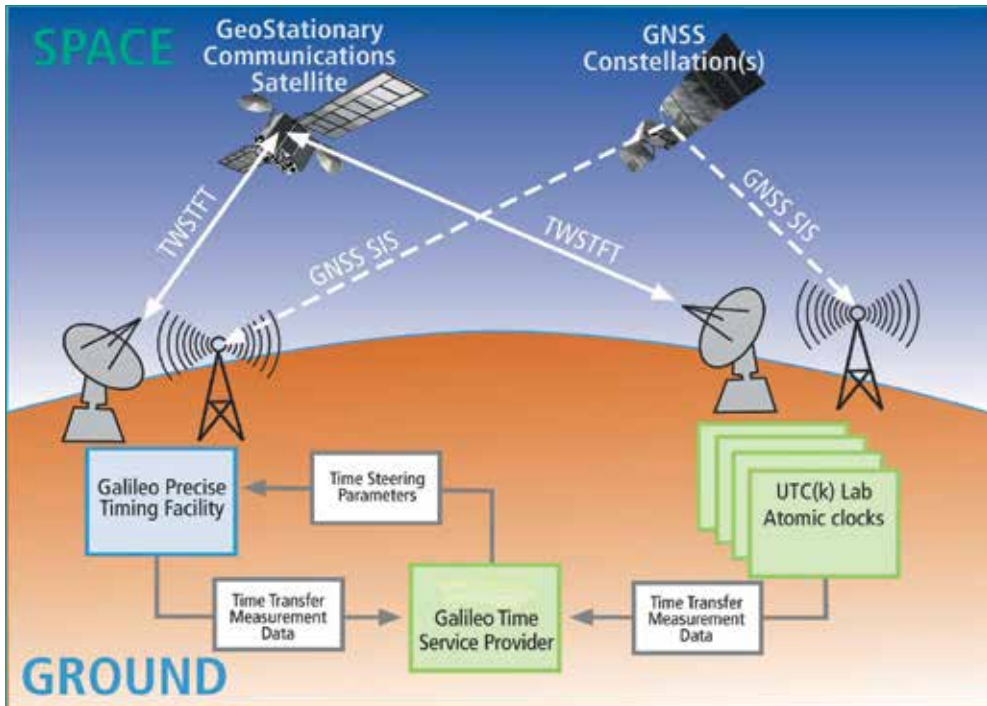 SPACE
GeoStationary
Communications
Satellite
GNSS
Constellation(s)
TWSTFT
GNSS SIS
TWSTFT
GNSS SIS
Galileo Precise
Timing Facility
Time Steering
Parameters
UTC(k) Lab
Atomic clocks
Time Transfer
Measurement
Data
Galileo Time
Service Provider
Time Transfer
Measurement
Data
GROUND